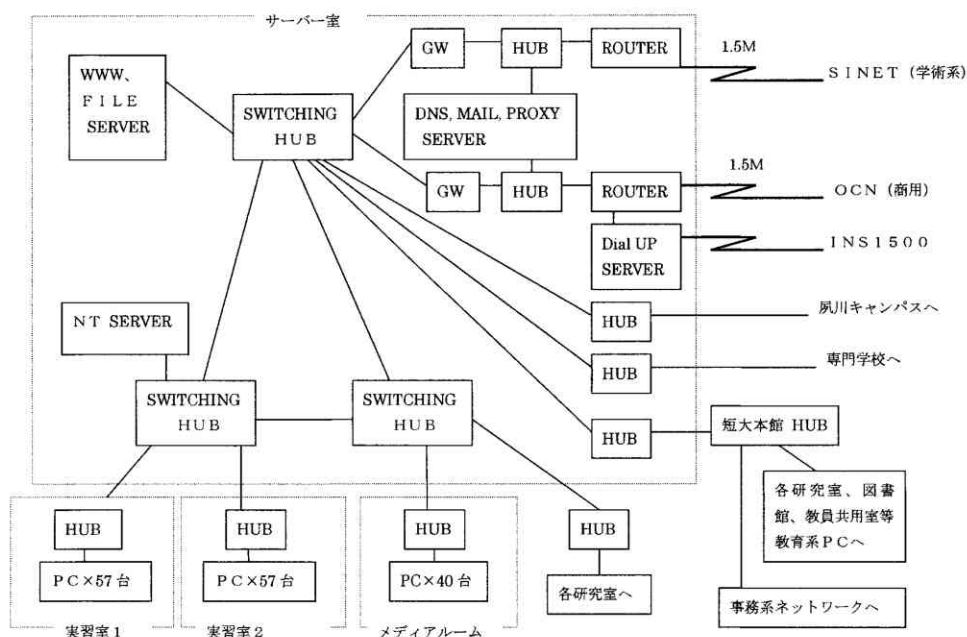 サーバー室
GW
HUB
ROUTER
1.5M
SINET (学術系)
WWW、
FILE
SERVER
SWITCHING
HUB
DNS, MAIL, PROXY
SERVER
1.5M
GW
HUB
ROUTER
OCN (商用)
Dial UP
SERVER
INS1500
HUB
夙川キャンパスへ
NT SERVER
HUB
専門学校へ
SWITCHING
HUB
SWITCHING
HUB
HUB
短大本館 HUB
各研究室、図書
館、教員共用室等
教育系PCへ
HUB
HUB
HUB
HUB
PC×57台
PC×57台
PC×40台
各研究室へ
事務系ネットワークへ
実習室1
実習室2
メディアルーム